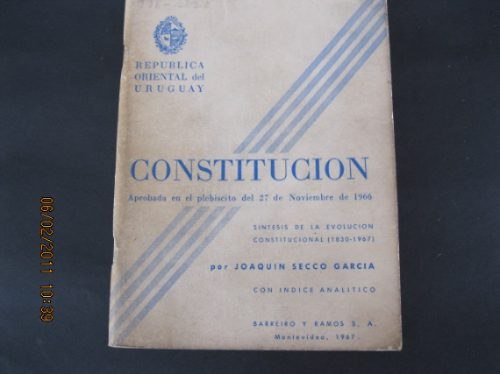 REPUBLICA
ORIENTAL del
URUGUAY
CONSTITUCION
Aprobada en el plebiscito del 27 de Noviembre de 1966
SINTESIS DE LA EVOLUCION
CONSTITUCIONAL (1830-1967)
por JOAQUIN SECCO GARCIA
CON INDICE ANALITICO
BARREIRO Y RAMOS S. A.
Montevideo, 1967
06/02/2011 10:39